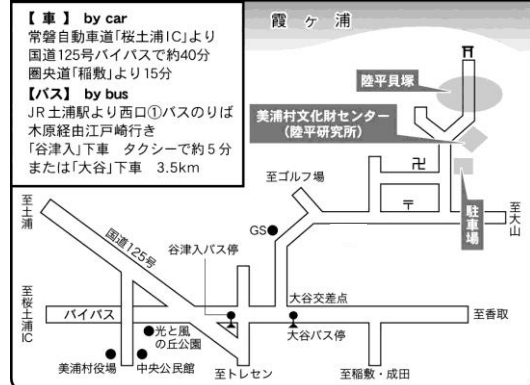 【 車 】 by car
常磐自動車道「桜土浦IC」より
国道125号バイパスで約40分
圏央道「稲敷」より15分
【バス】 by bus
JR土浦駅より西口①バスのりば
木原経由江戸崎行き
「谷津入」下車　タクシーで約5分
または「大谷」下車　3.5km
霞ヶ浦
陸平貝塚
美浦村文化財センター
(陸平研究所)
至ゴルフ場
駐車場
至大山
至土浦
国道125号
GS
谷津入バス停
至桜土浦IC
バイパス
大谷交差点
至香取
光と風
の丘公園
大谷バス停
美浦村役場
中央公民館
至トレセン
至稲敷・成田